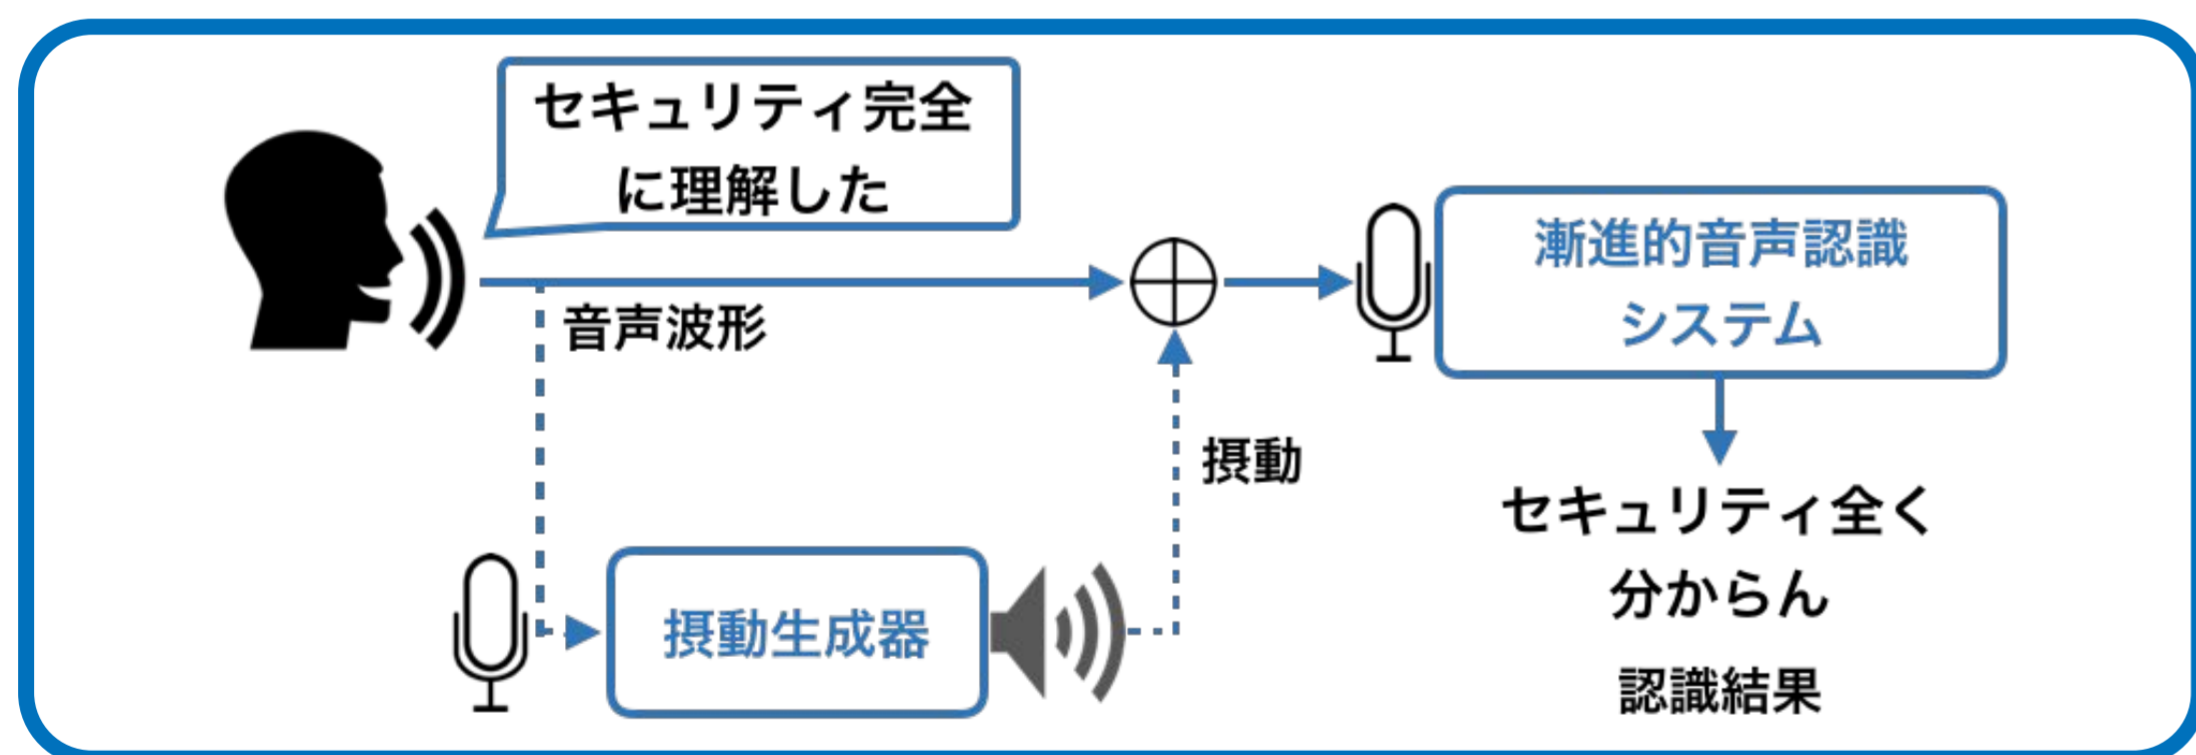 セキュリティ完全
に理解した
音声波形
漸進的音声認識
システム
摂動
摂動生成器
セキュリティ全く
分からん
認識結果